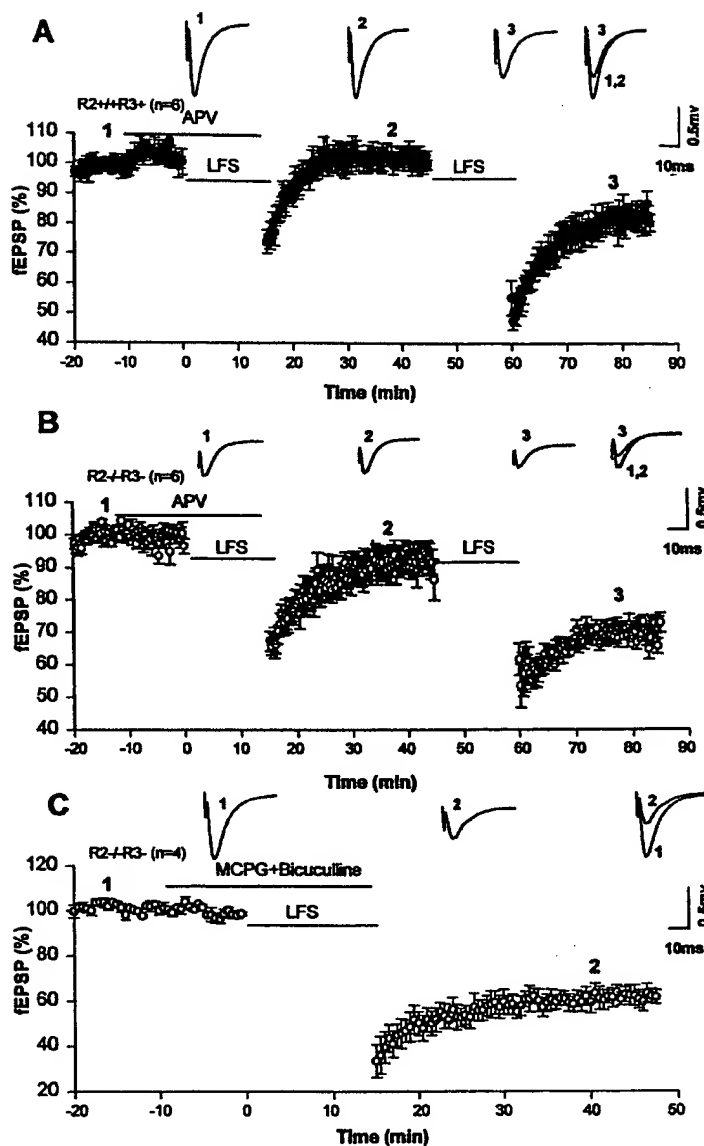 A
1
2
3
3
1,2
R2+/+R3+ (n=6)
APV
1
2
LFS
LFS
3
0.5mv
10ms
110
100
90
80
70
60
50
40
fEPSP (%)
-20 -10 0 10 20 30 40 50 60 70 80 90
Time (min)
B
1
2
3
3
1,2
R2-/-R3- (n=6)
APV
1
2
LFS
LFS
3
0.5mv
10ms
110
100
90
80
70
60
50
40
fEPSP (%)
-20 -10 0 10 20 30 40 50 60 70 80 90
Time (min)
C
1
2
2
1
R2-/-R3- (n=4)
MCPG+Bicuculline
1
LFS
2
0.5mv
10ms
120
100
80
60
40
20
fEPSP (%)
-20 -10 0 10 20 30 40 50
Time (min)